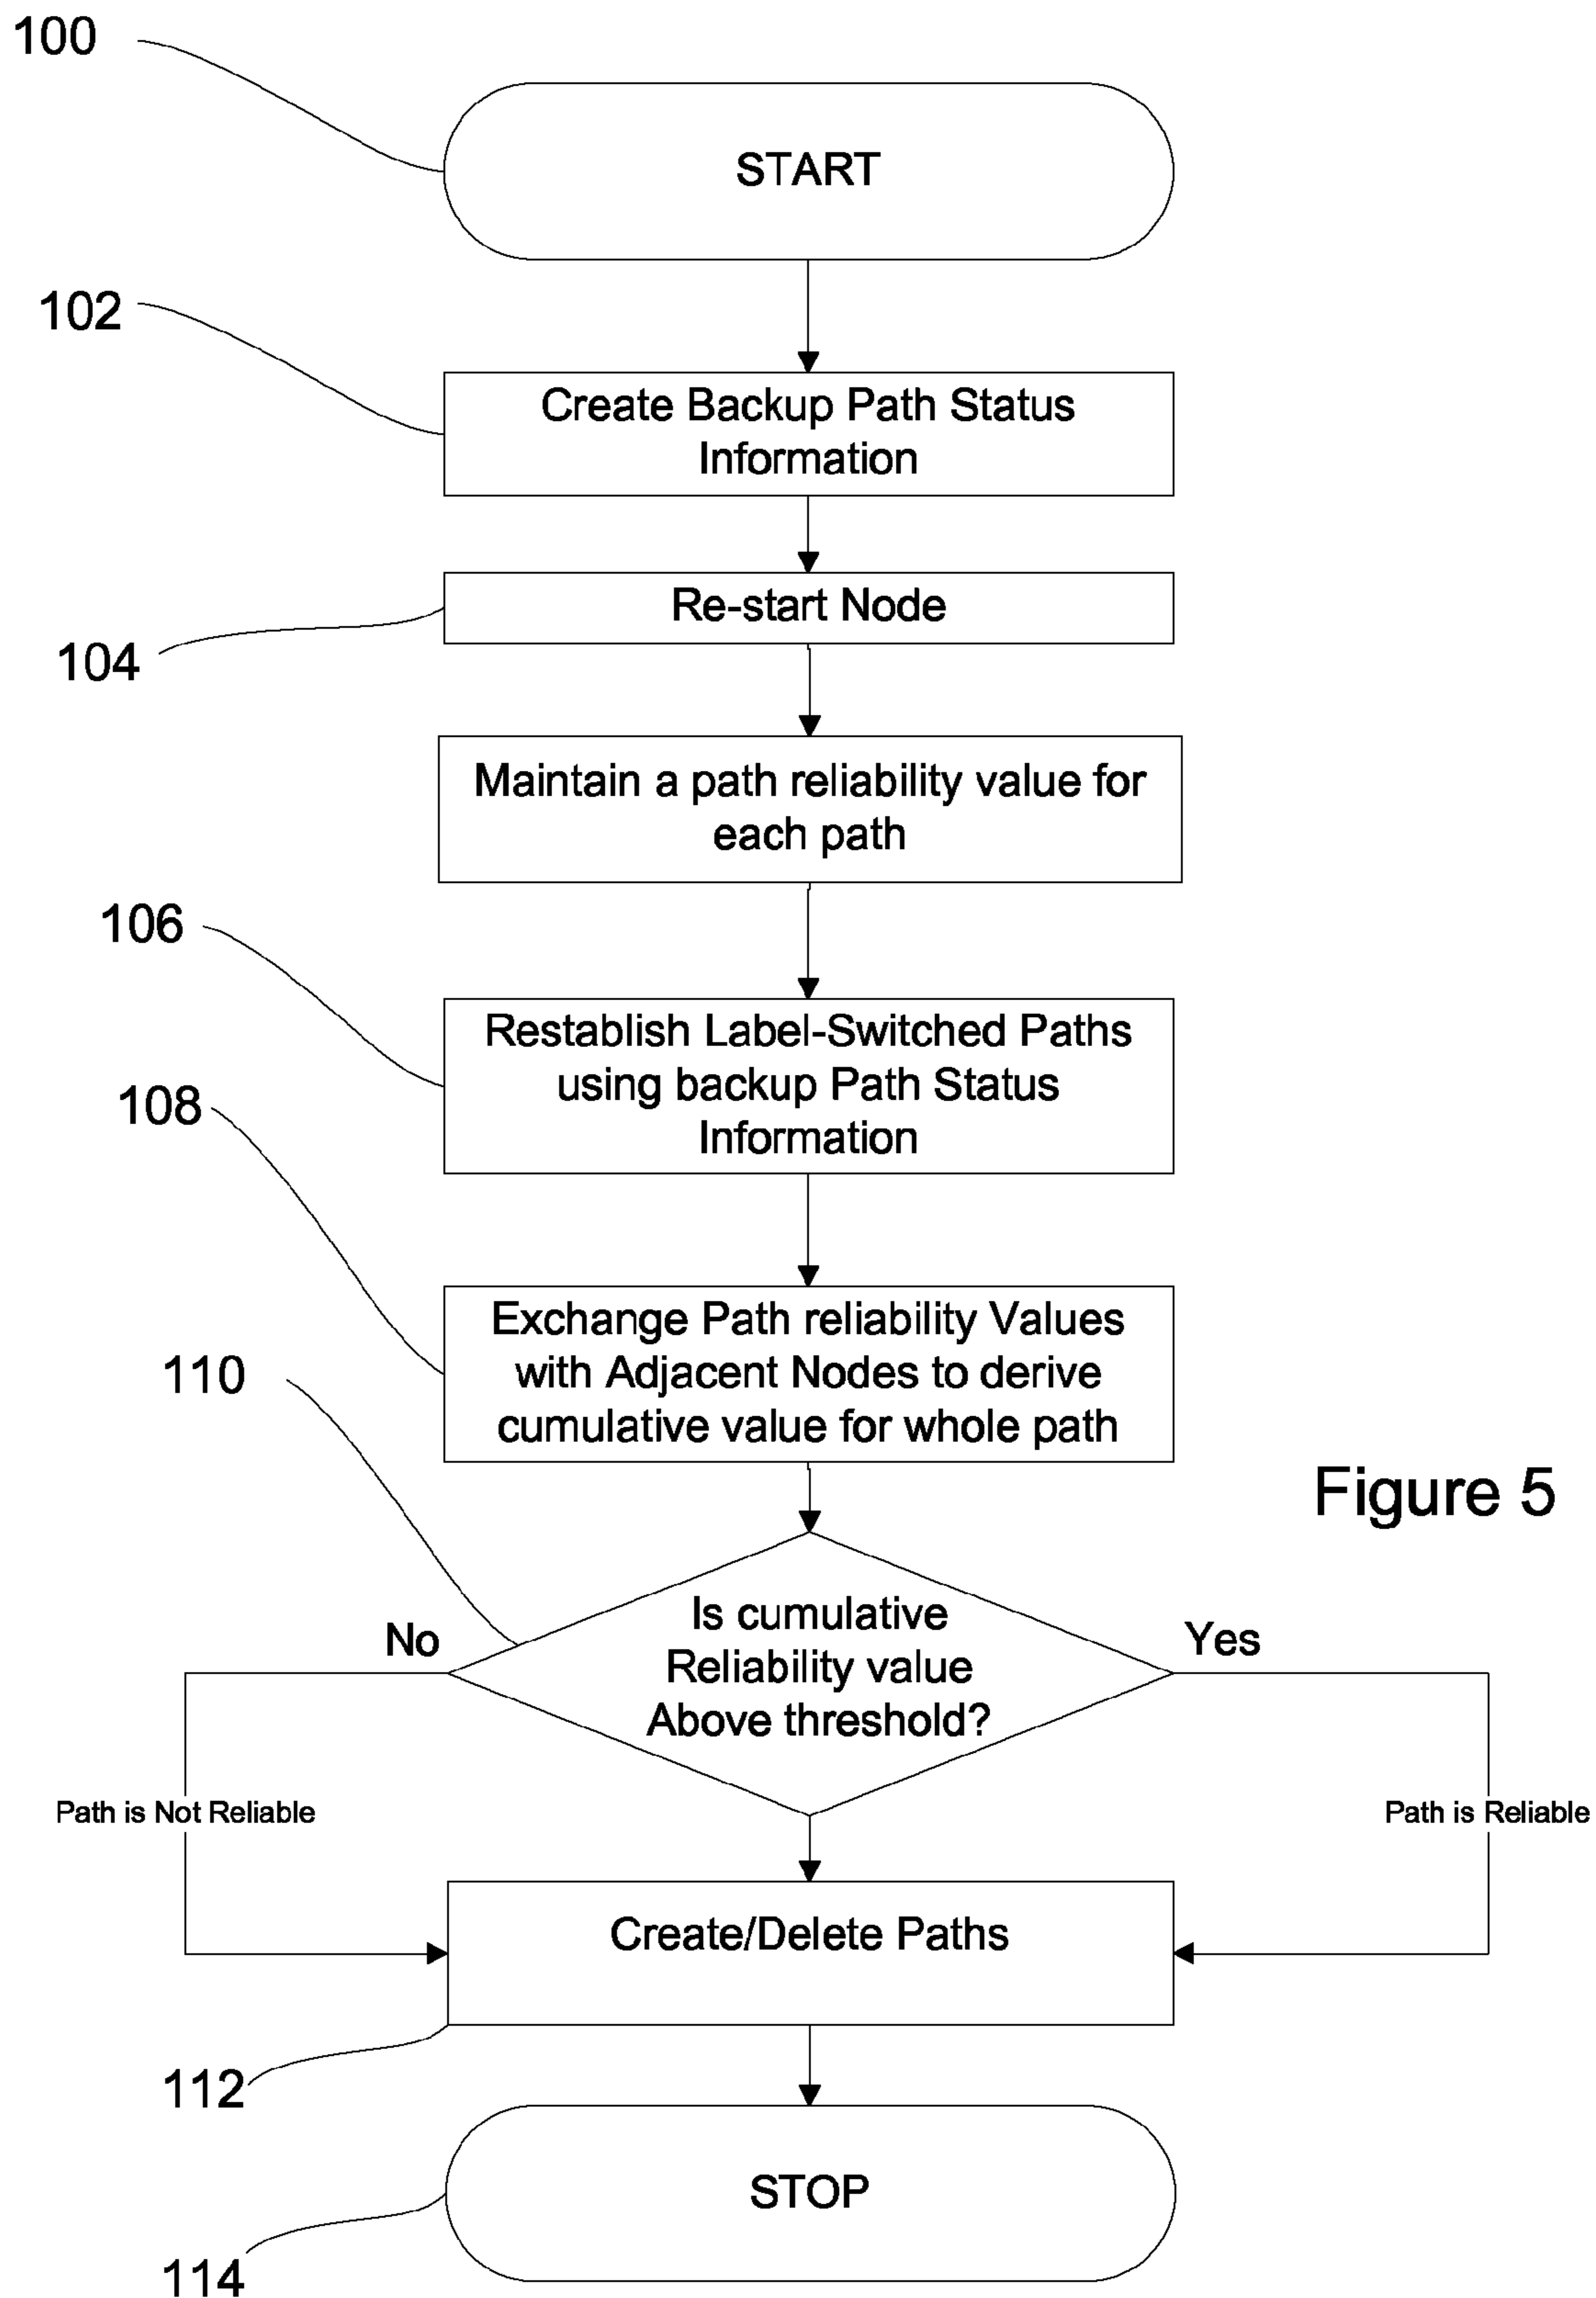 100
START
102
Create Backup Path Status
Information
Re-start Node
104
Maintain a path reliability value for
each path
106
Restablish Label-Switched Paths
using backup Path Status
Information
108
Exchange Path reliability Values
with Adjacent Nodes to derive
cumulative value for whole path
110
Figure 5
Is cumulative
Reliability value
Above threshold?
No
Yes
Path is Not Reliable
Path is Reliable
Create/Delete Paths
112
STOP
114